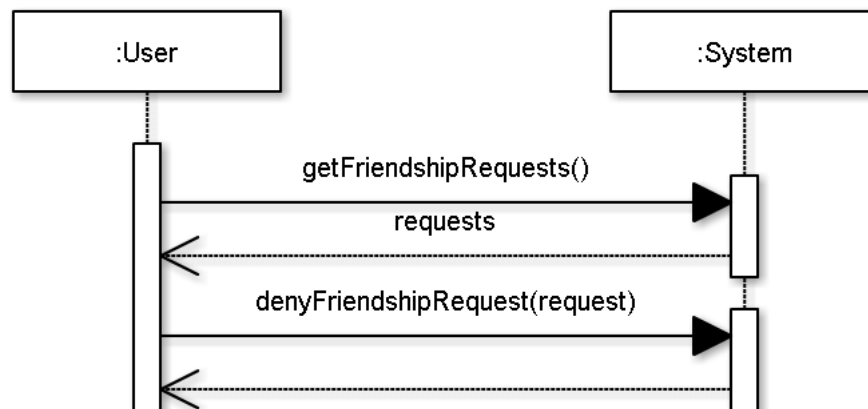 :User
:System
getFriendshipRequests()
requests
denyFriendshipRequest(request)